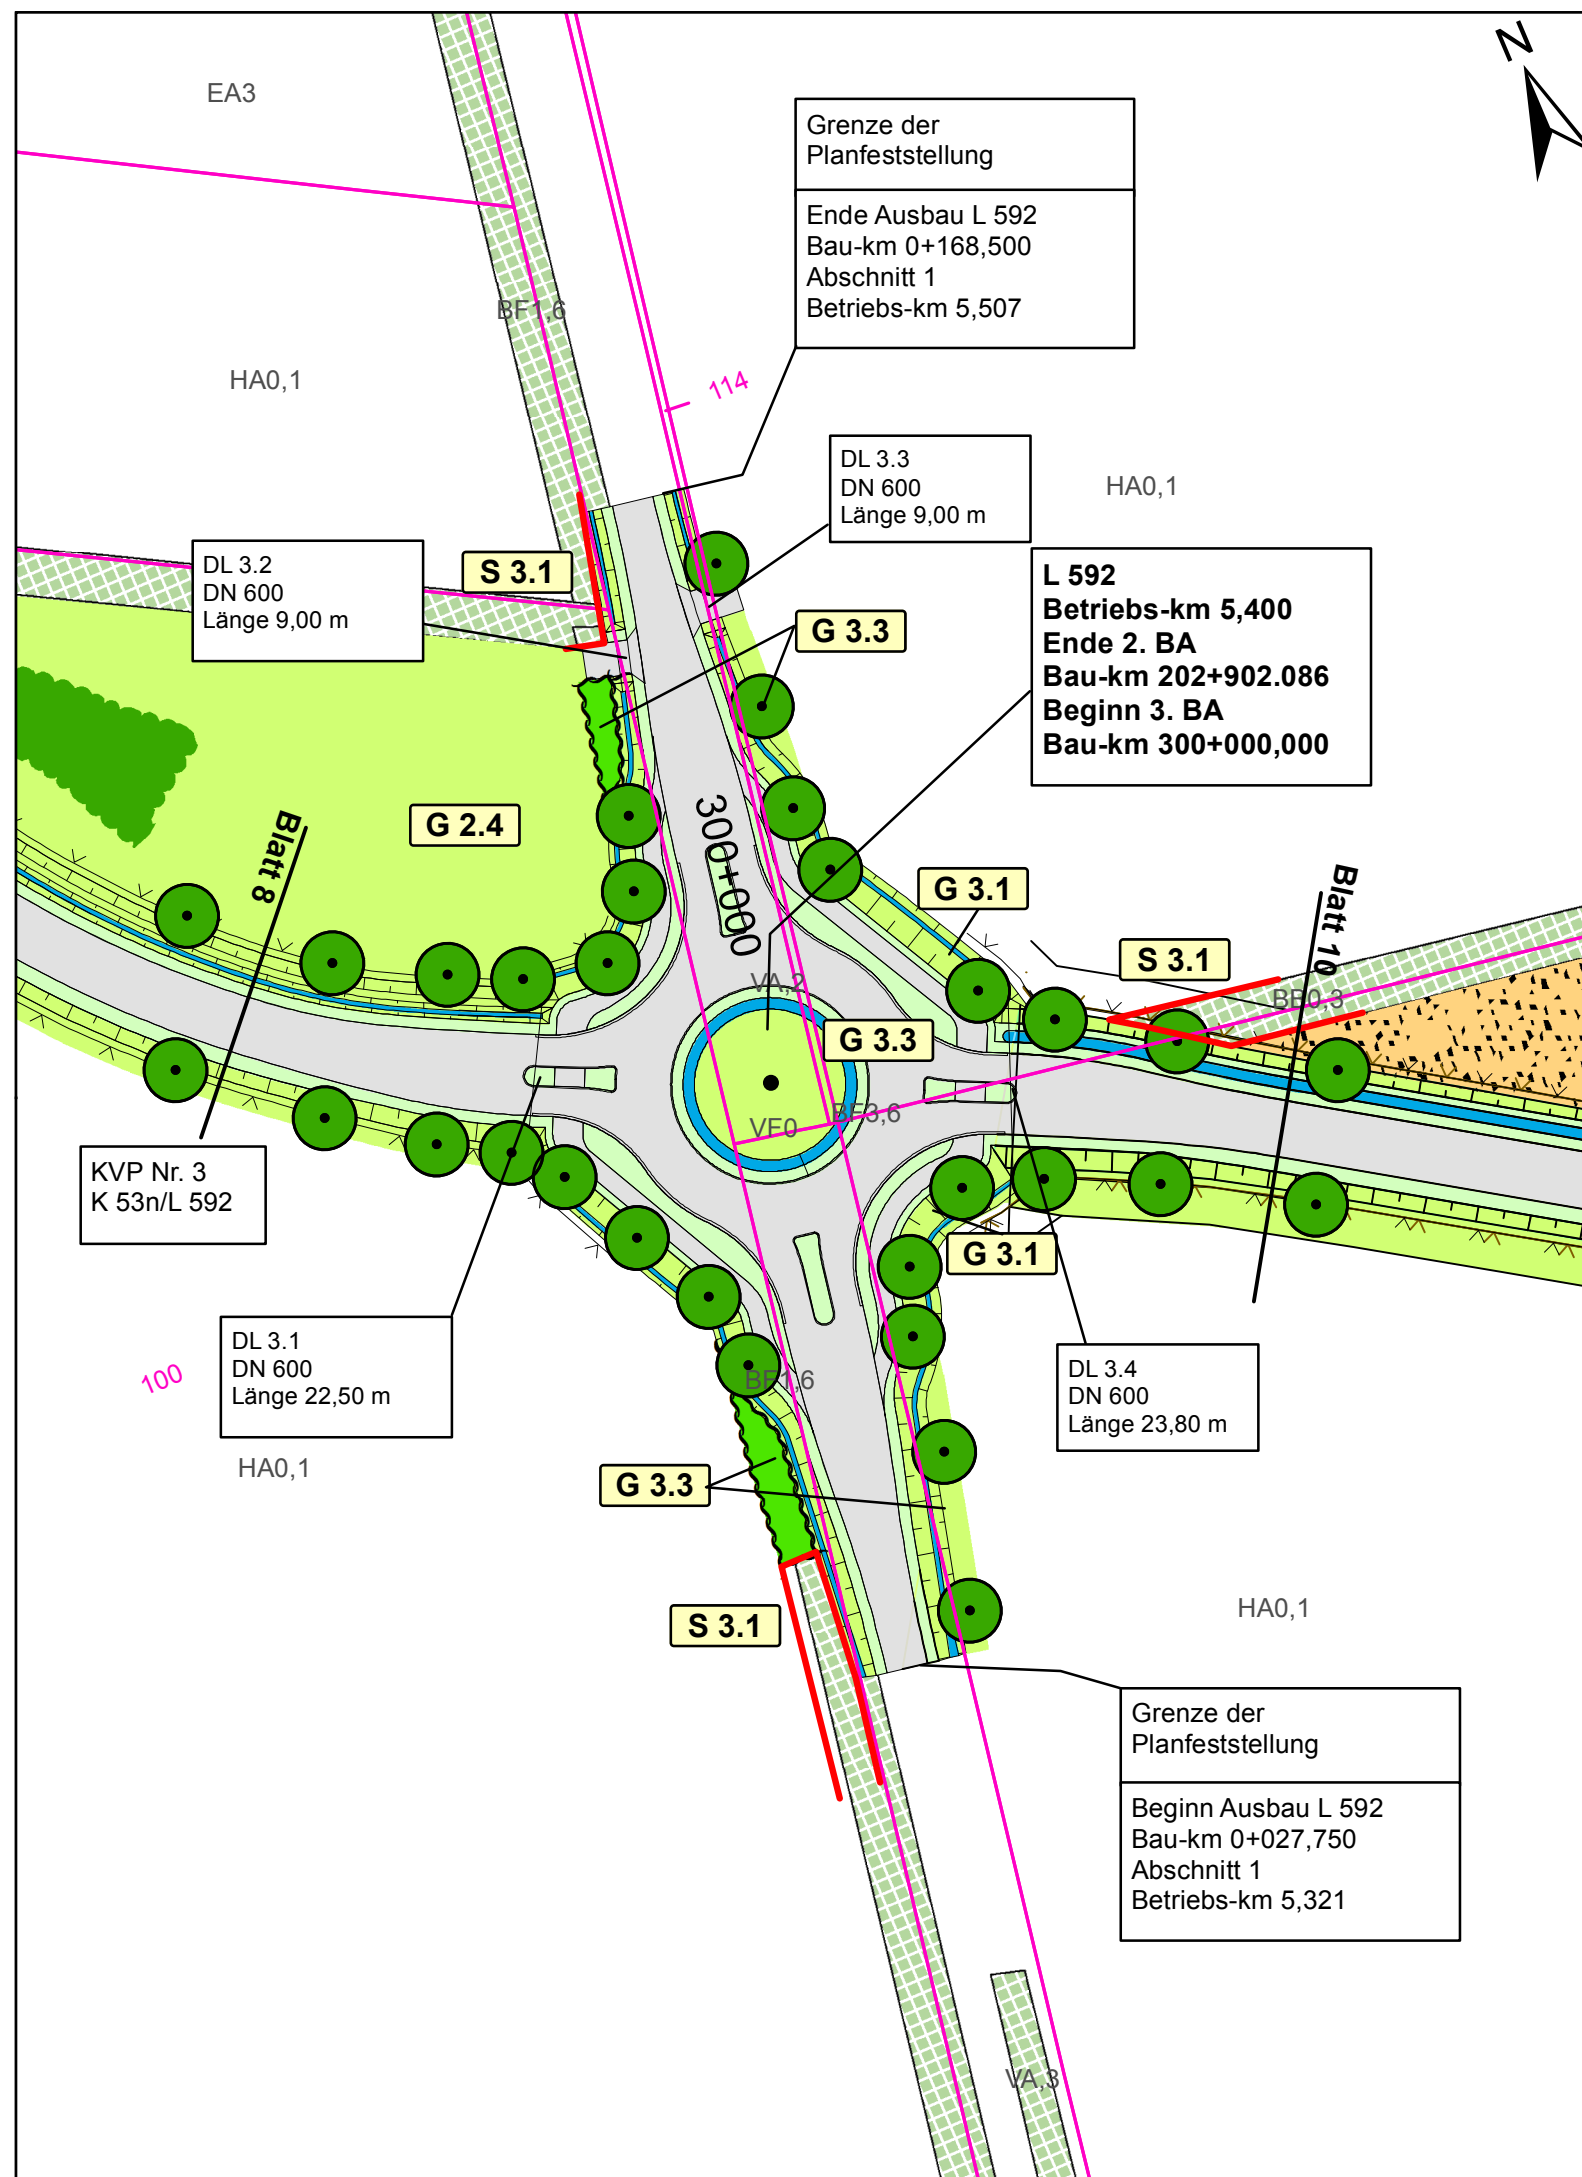 N
EA3
Grenze der
Planfeststellung
Ende Ausbau L 592
Bau-km 0+168,500
Abschnitt 1
Betriebs-km 5,507
BF1,6
HA0,1
114
DL 3.3
DN 600
Länge 9,00 m
HA0,1
DL 3.2
DN 600
Länge 9,00 m
S 3.1
G 3.3
L 592
Betriebs-km 5,400
Ende 2. BA
Bau-km 202+902.086
Beginn 3. BA
Bau-km 300+000,000
G 2.4
Blatt 8
300+000
G 3.1
Blatt 10
S 3.1
VA,2
BB0,3
G 3.3
BF3,6
VF0
KVP Nr. 3
K 53n/L 592
G 3.1
DL 3.1
DN 600
Länge 22,50 m
100
BF1,6
DL 3.4
DN 600
Länge 23,80 m
HA0,1
G 3.3
S 3.1
HA0,1
Grenze der
Planfeststellung
Beginn Ausbau L 592
Bau-km 0+027,750
Abschnitt 1
Betriebs-km 5,321
VA,3